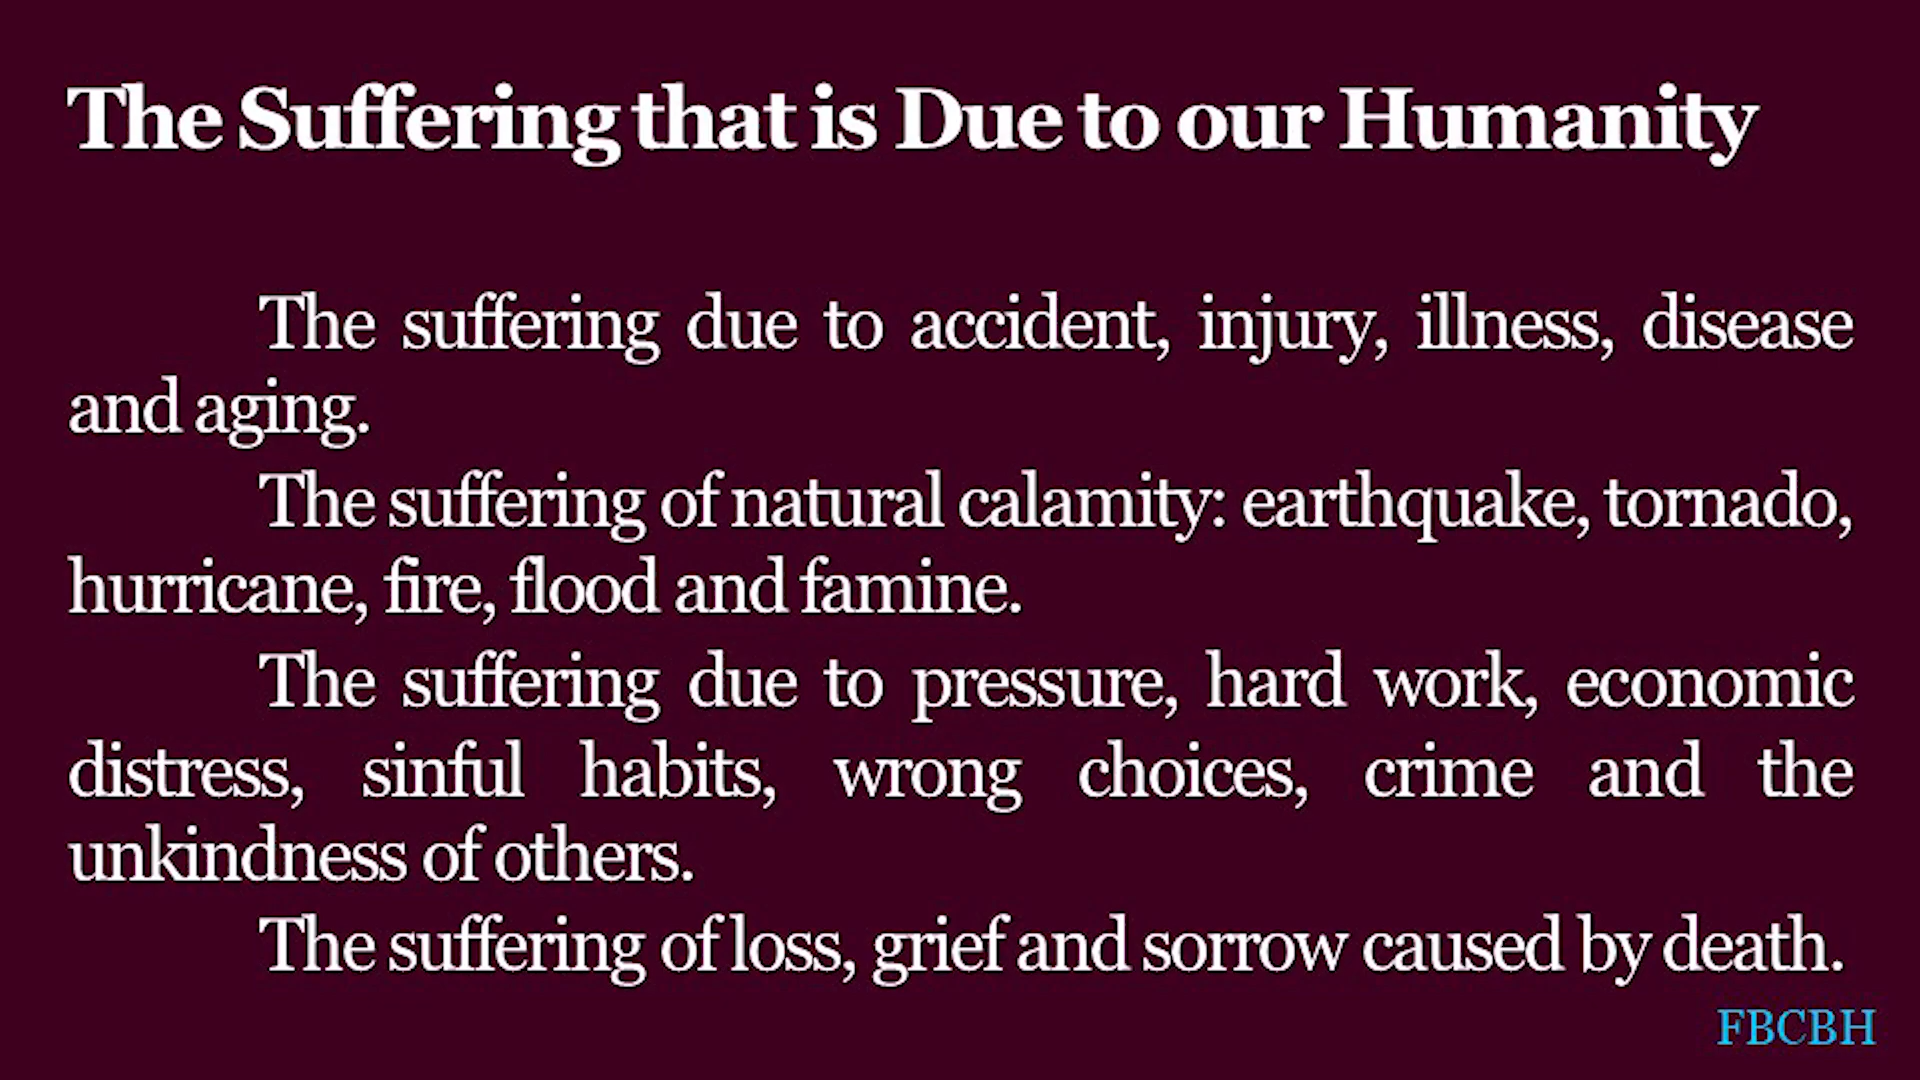 The Suffering that is Due to our Humanity
The suffering due to accident, injury, illness, disease
and aging.
The suffering of natural calamity: earthquake, tornado,
hurricane, fire, flood and famine.
The suffering due to pressure, hard work, economic
distress, sinful habits, wrong choices, crime and the
unkindness of others.
The suffering of loss, grief and sorrow caused by death.
FBCBH